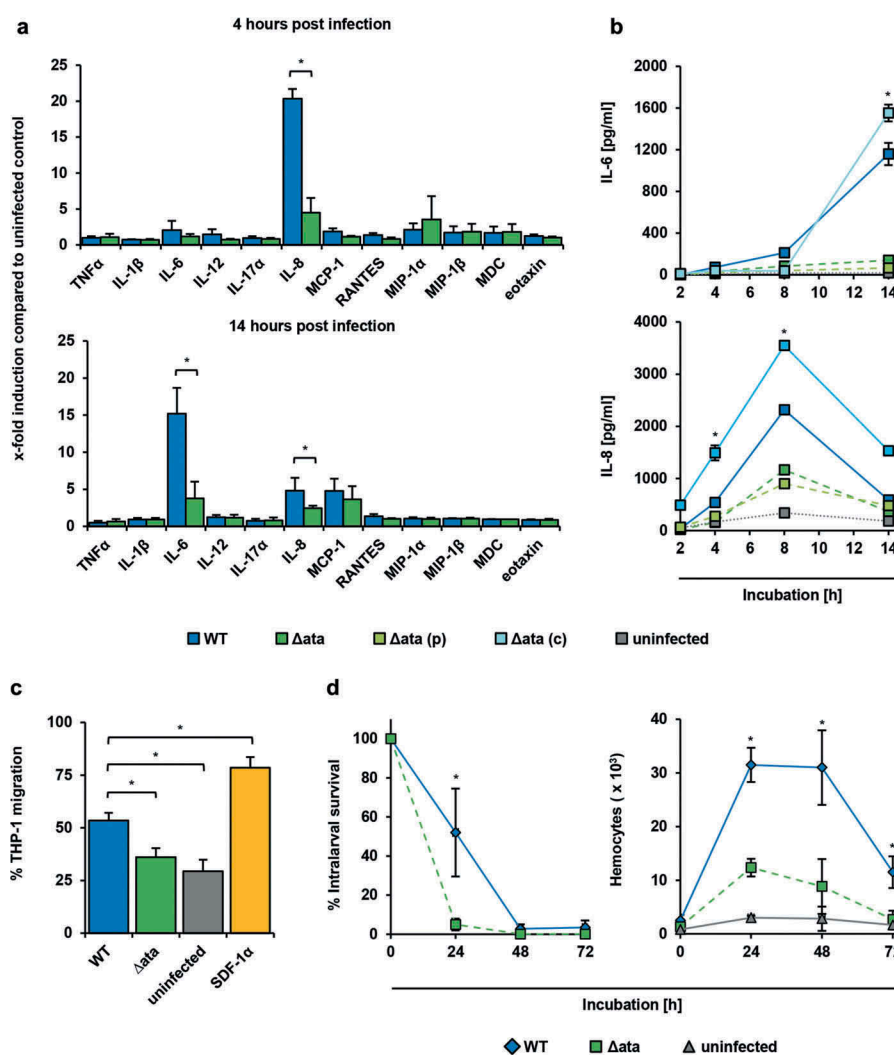 a
4 hours post infection
x-fold induction compared to uninfected control
25
20
15
10
5
0
*
TNFα IL-1β IL-6 IL-12 IL-17α IL-8 MCP-1 RANTES MIP-1α MIP-1β MDC eotaxin
14 hours post infection
25
20
15
10
5
0
* *
TNFα IL-1β IL-6 IL-12 IL-17α IL-8 MCP-1 RANTES MIP-1α MIP-1β MDC eotaxin
b
IL-6 [pg/ml]
2000
1600
1200
800
400
0
*
2 4 6 8 10 12 14
IL-8 [pg/ml]
4000
3000
2000
1000
0
* *
2 4 6 8 10 12 14
Incubation [h]
WT Δata Δata (p) Δata (c) uninfected
c
% THP-1 migration
100
75
50
25
0
*
*
*
WT Δata uninfected SDF-1α
d
% Intralarval survival
100
80
60
40
20
0
*
0 24 48 72
Hemocytes ( x 10³)
40
30
20
10
0
* * *
0 24 48 72
Incubation [h]
WT Δata uninfected